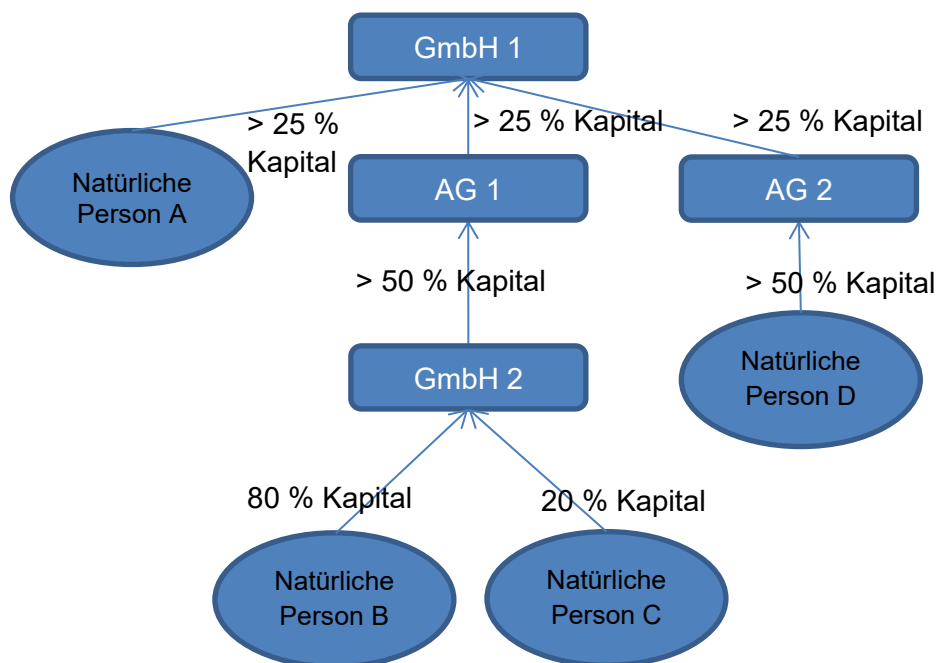 GmbH 1
> 25 %
Kapital
> 25 % Kapital
> 25 % Kapital
Natürliche
Person A
AG 1
AG 2
> 50 % Kapital
> 50 % Kapital
GmbH 2
Natürliche
Person D
80 % Kapital
20 % Kapital
Natürliche
Person B
Natürliche
Person C